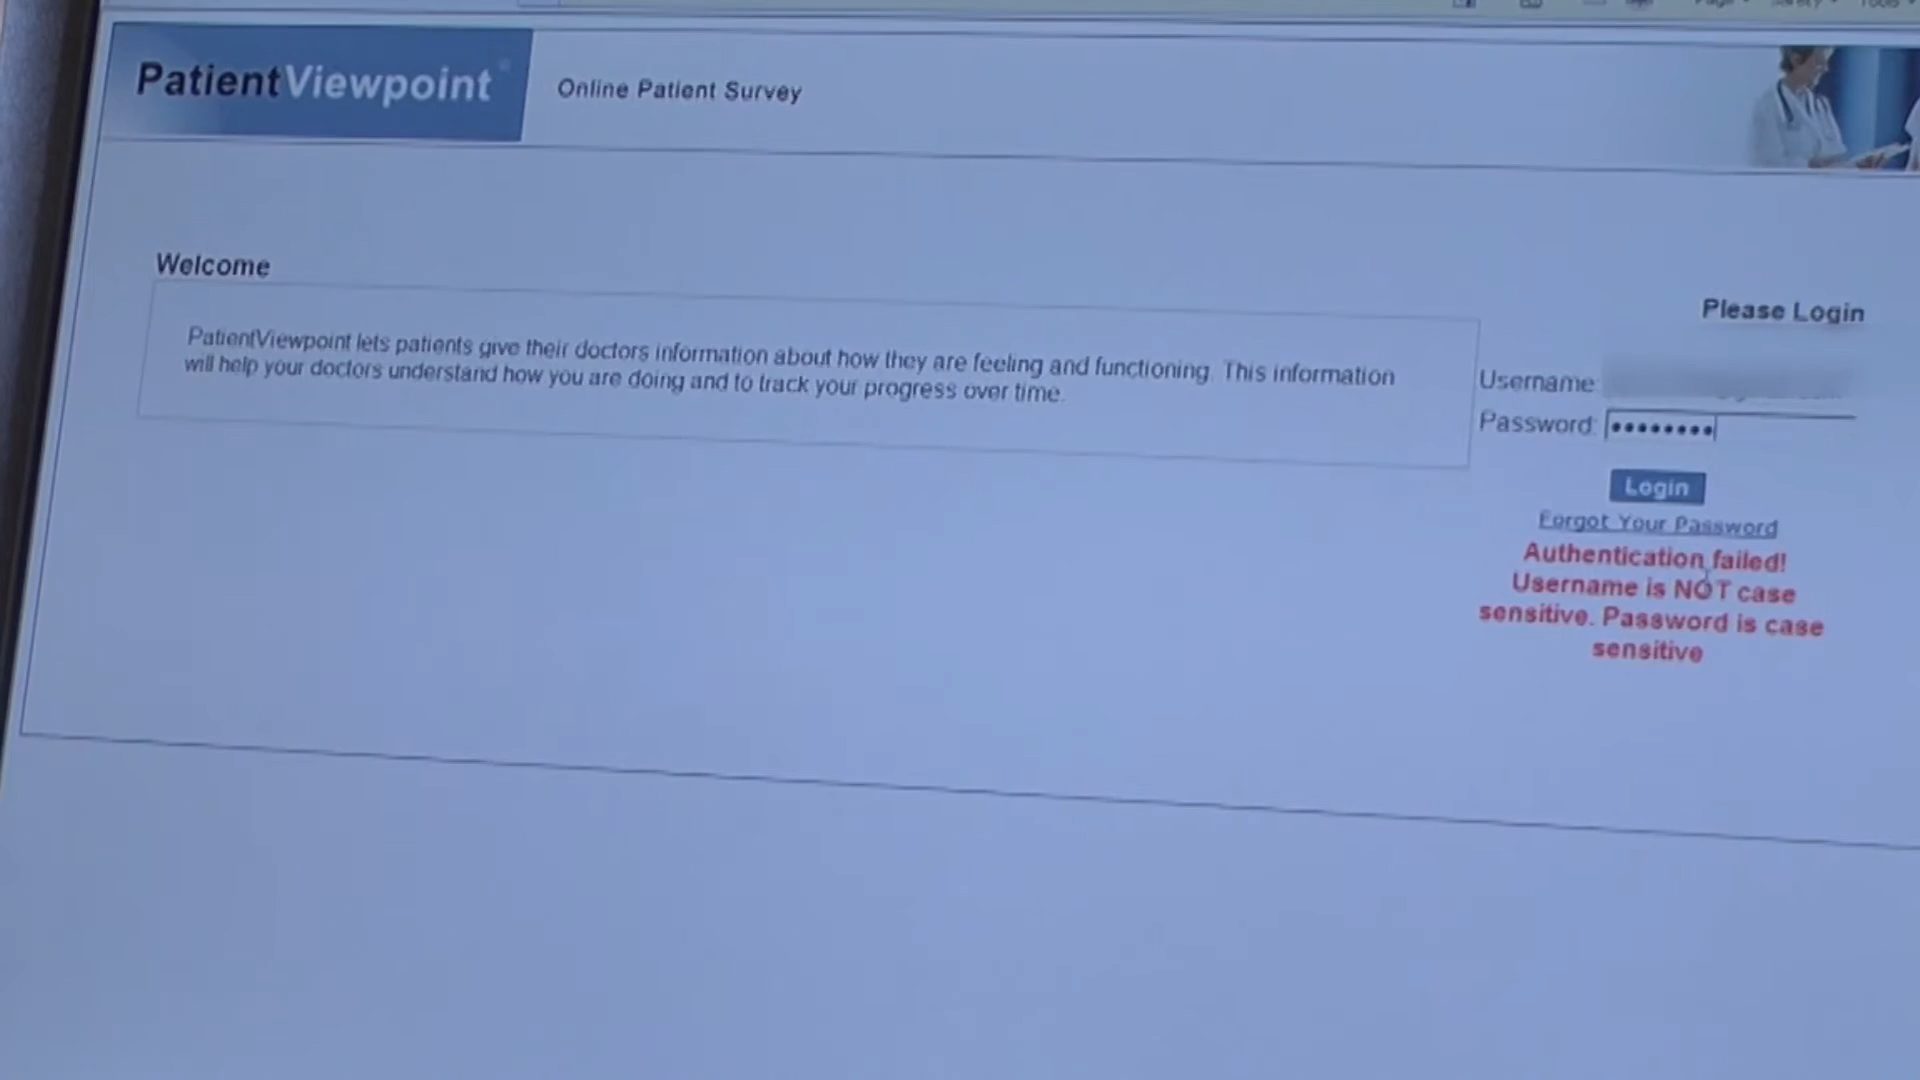 PatientViewpoint
Online Patient Survey
Welcome
PatientViewpoint lets patients give their doctors information about how they are feeling and functioning. This information
will help your doctors understand how you are doing and to track your progress over time.
Please Login
Username:
Password: ••••••••
Login
Forgot Your Password
Authentication failed!
Username is NOT case
sensitive. Password is case
sensitive